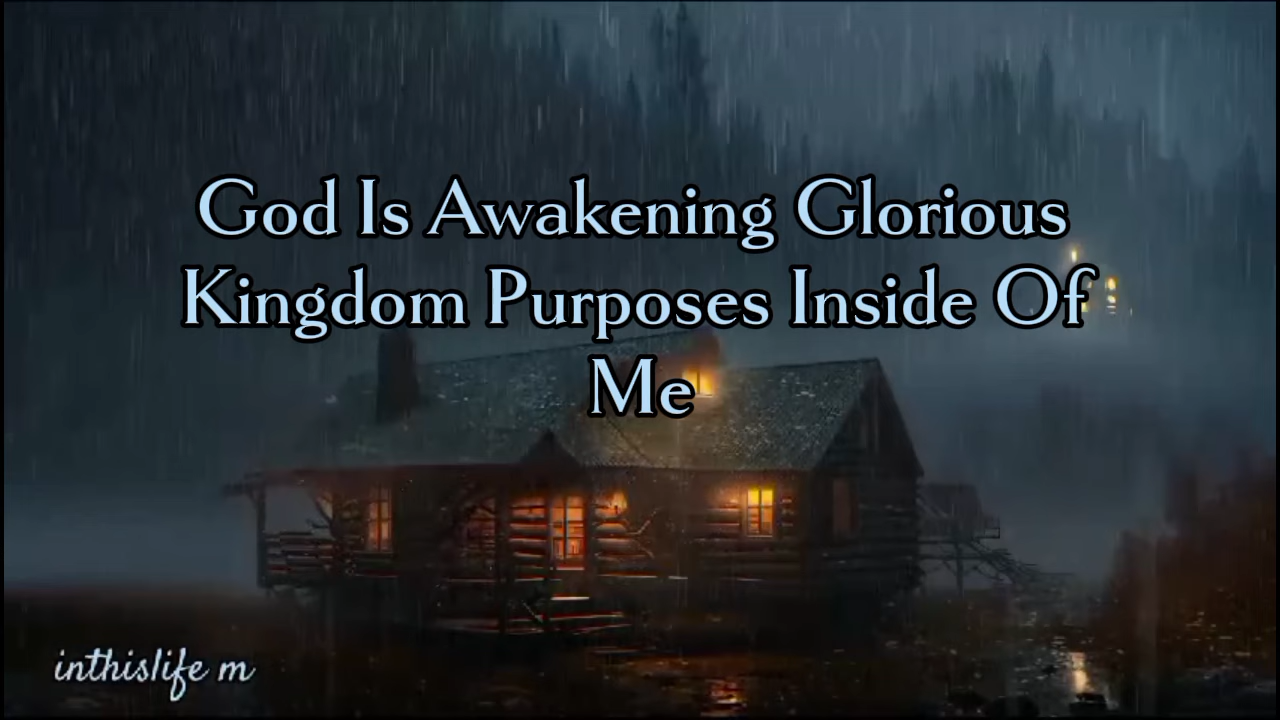 God Is Awakening Glorious
Kingdom Purposes Inside Of
Me
inthislife m